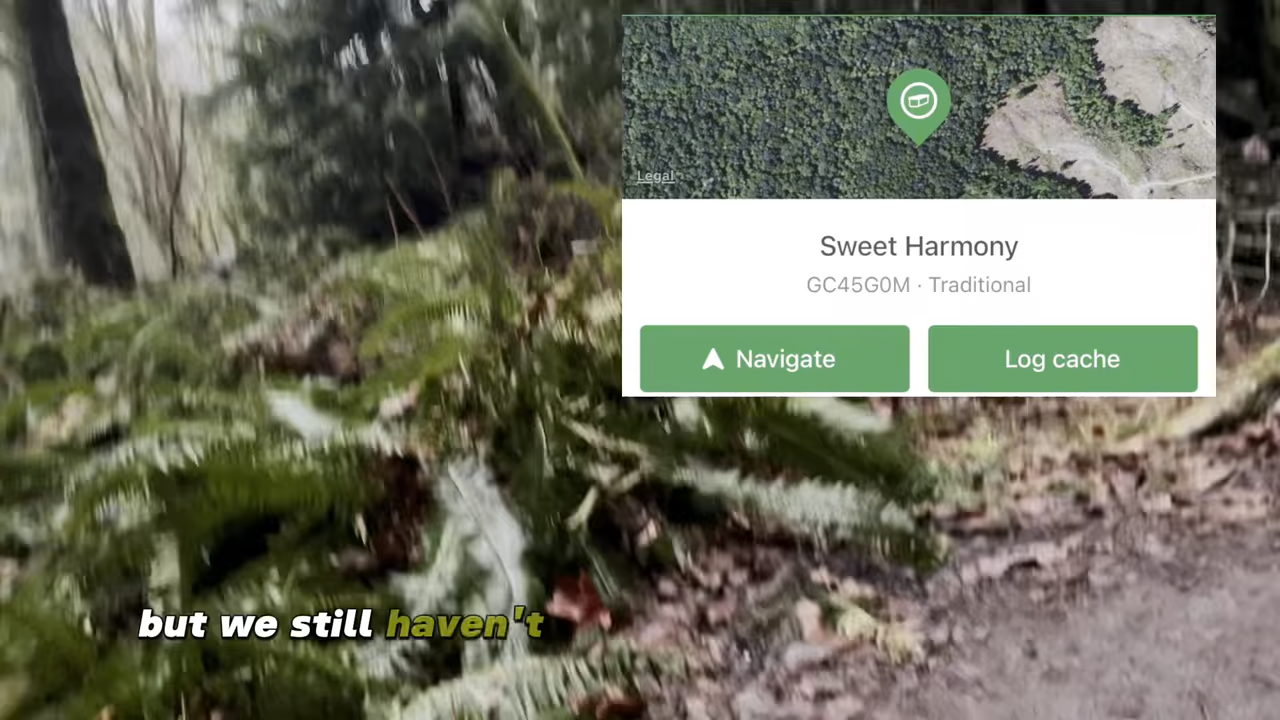 Legal
Sweet Harmony
GC45G0M · Traditional
Navigate
Log cache
but we still haven't